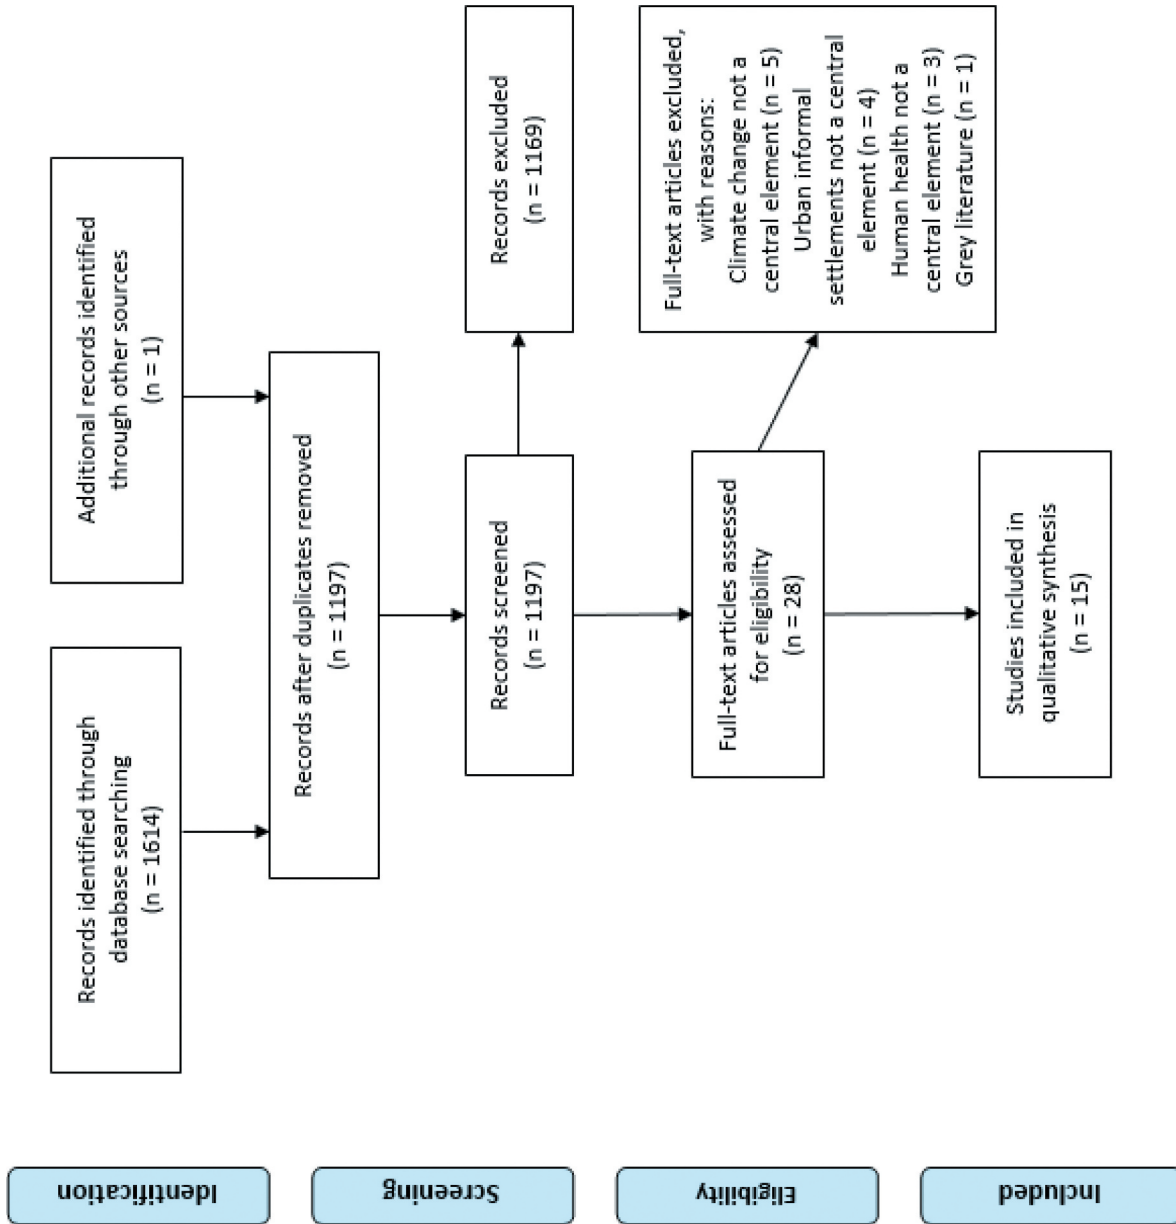 Identification
Screening
Eligibility
Included
Records identified through
database searching
(n = 1614)
Additional records identified
through other sources
(n = 1)
Records after duplicates removed
(n = 1197)
Records screened
(n = 1197)
Records excluded
(n = 1169)
Full-text articles assessed
for eligibility
(n = 28)
Full-text articles excluded,
with reasons:
Climate change not a
central element (n = 5)
Urban informal
settlements not a central
element (n = 4)
Human health not a
central element (n = 3)
Grey literature (n = 1)
Studies included in
qualitative synthesis
(n = 15)